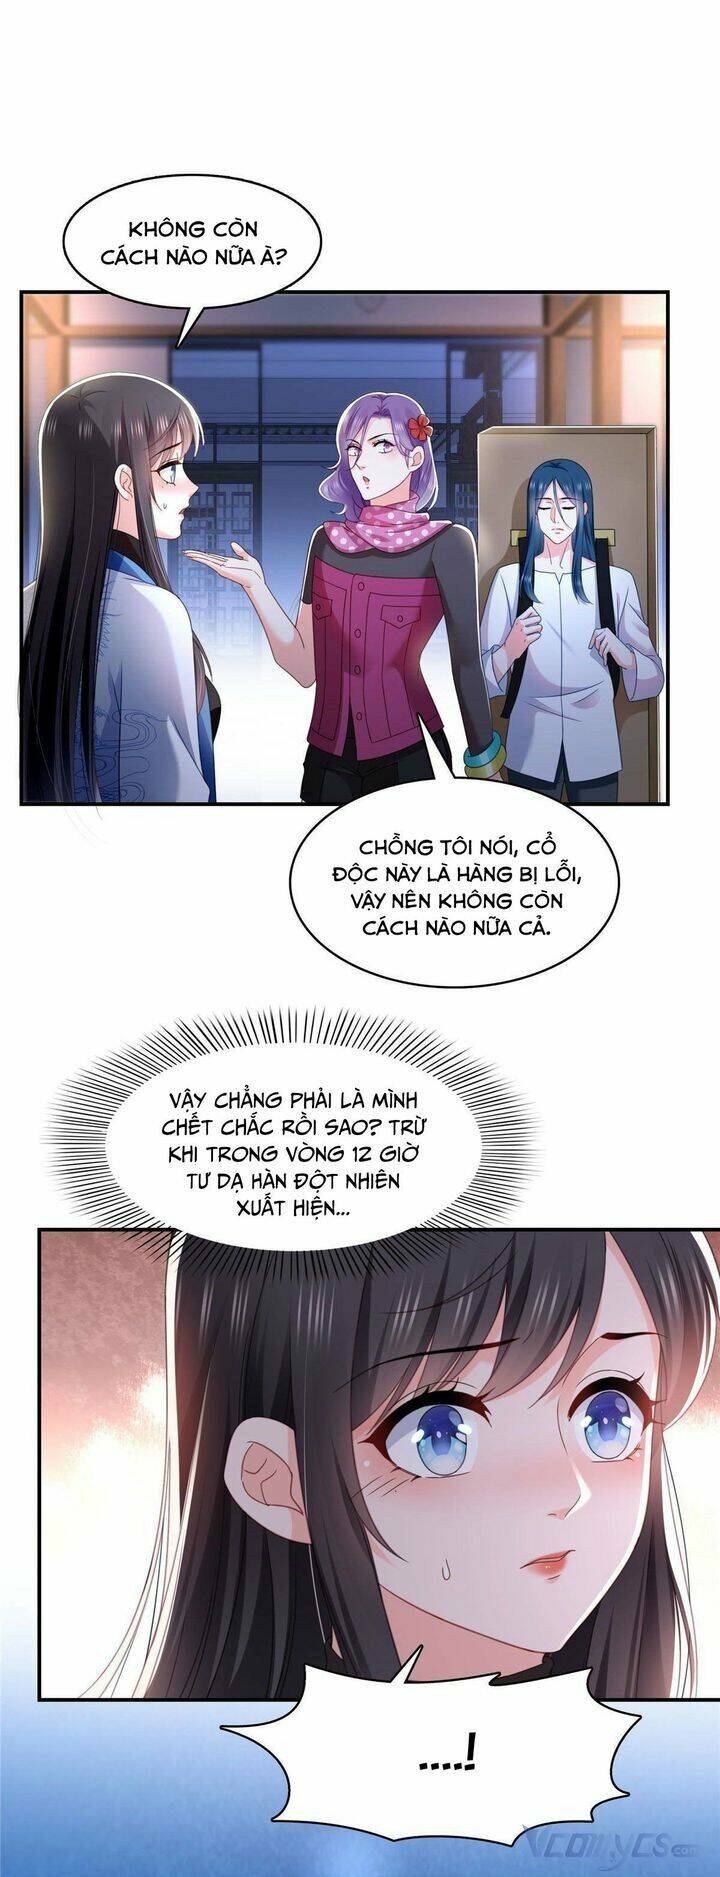 KHÔNG CÒN
CÁCH NÀO NỮA À?
CHỒNG TÔI NÓI, CỔ
ĐỘC NÀY LÀ HÀNG BỊ LỖI,
VẬY NÊN KHÔNG CÒN
CÁCH NÀO NỮA CẢ.
VẬY CHẲNG PHẢI LÀ MÌNH
CHẾT CHẮC RỒI SAO? TRỪ
KHI TRONG VÒNG 12 GIỜ
TƯ DẠ HÀN ĐỘT NHIÊN
XUẤT HIỆN...
.....!
VCOMYCS.com